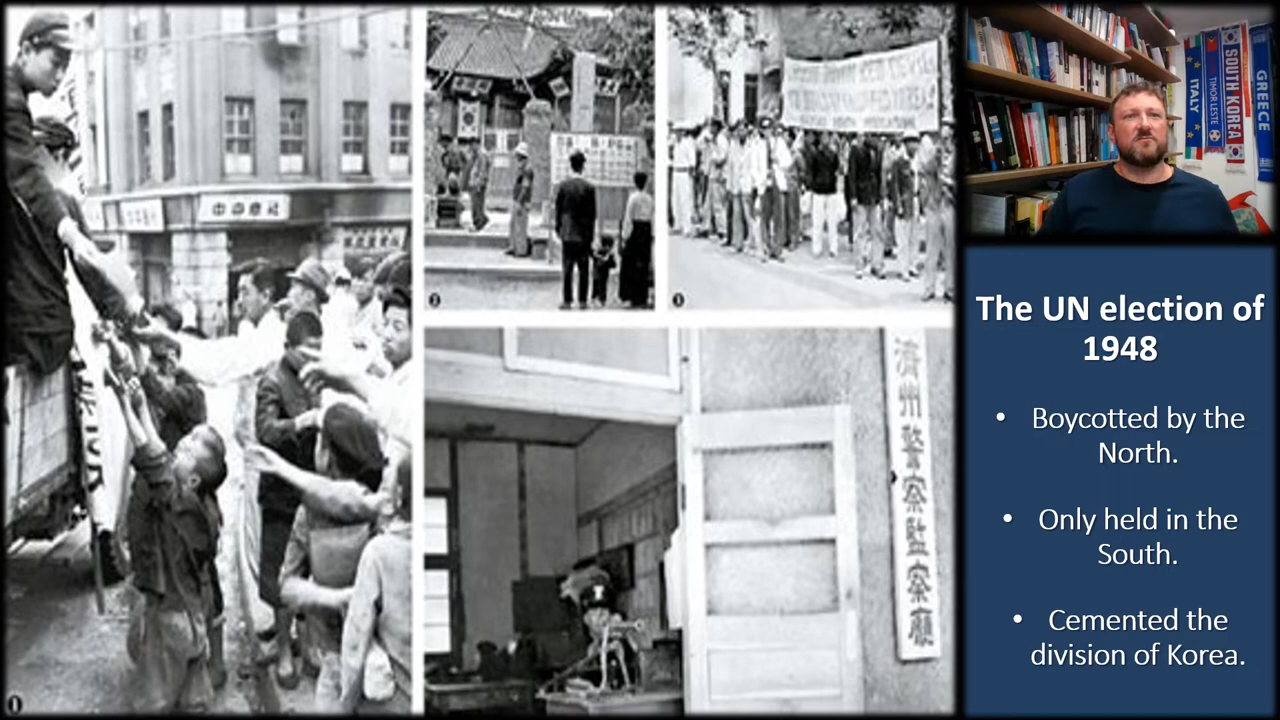 濟州警察監察廳
ITALY
TIMOR LESTE
SOUTH KOREA
GREECE
The UN election of
1948
• Boycotted by the
North.
• Only held in the
South.
• Cemented the
division of Korea.